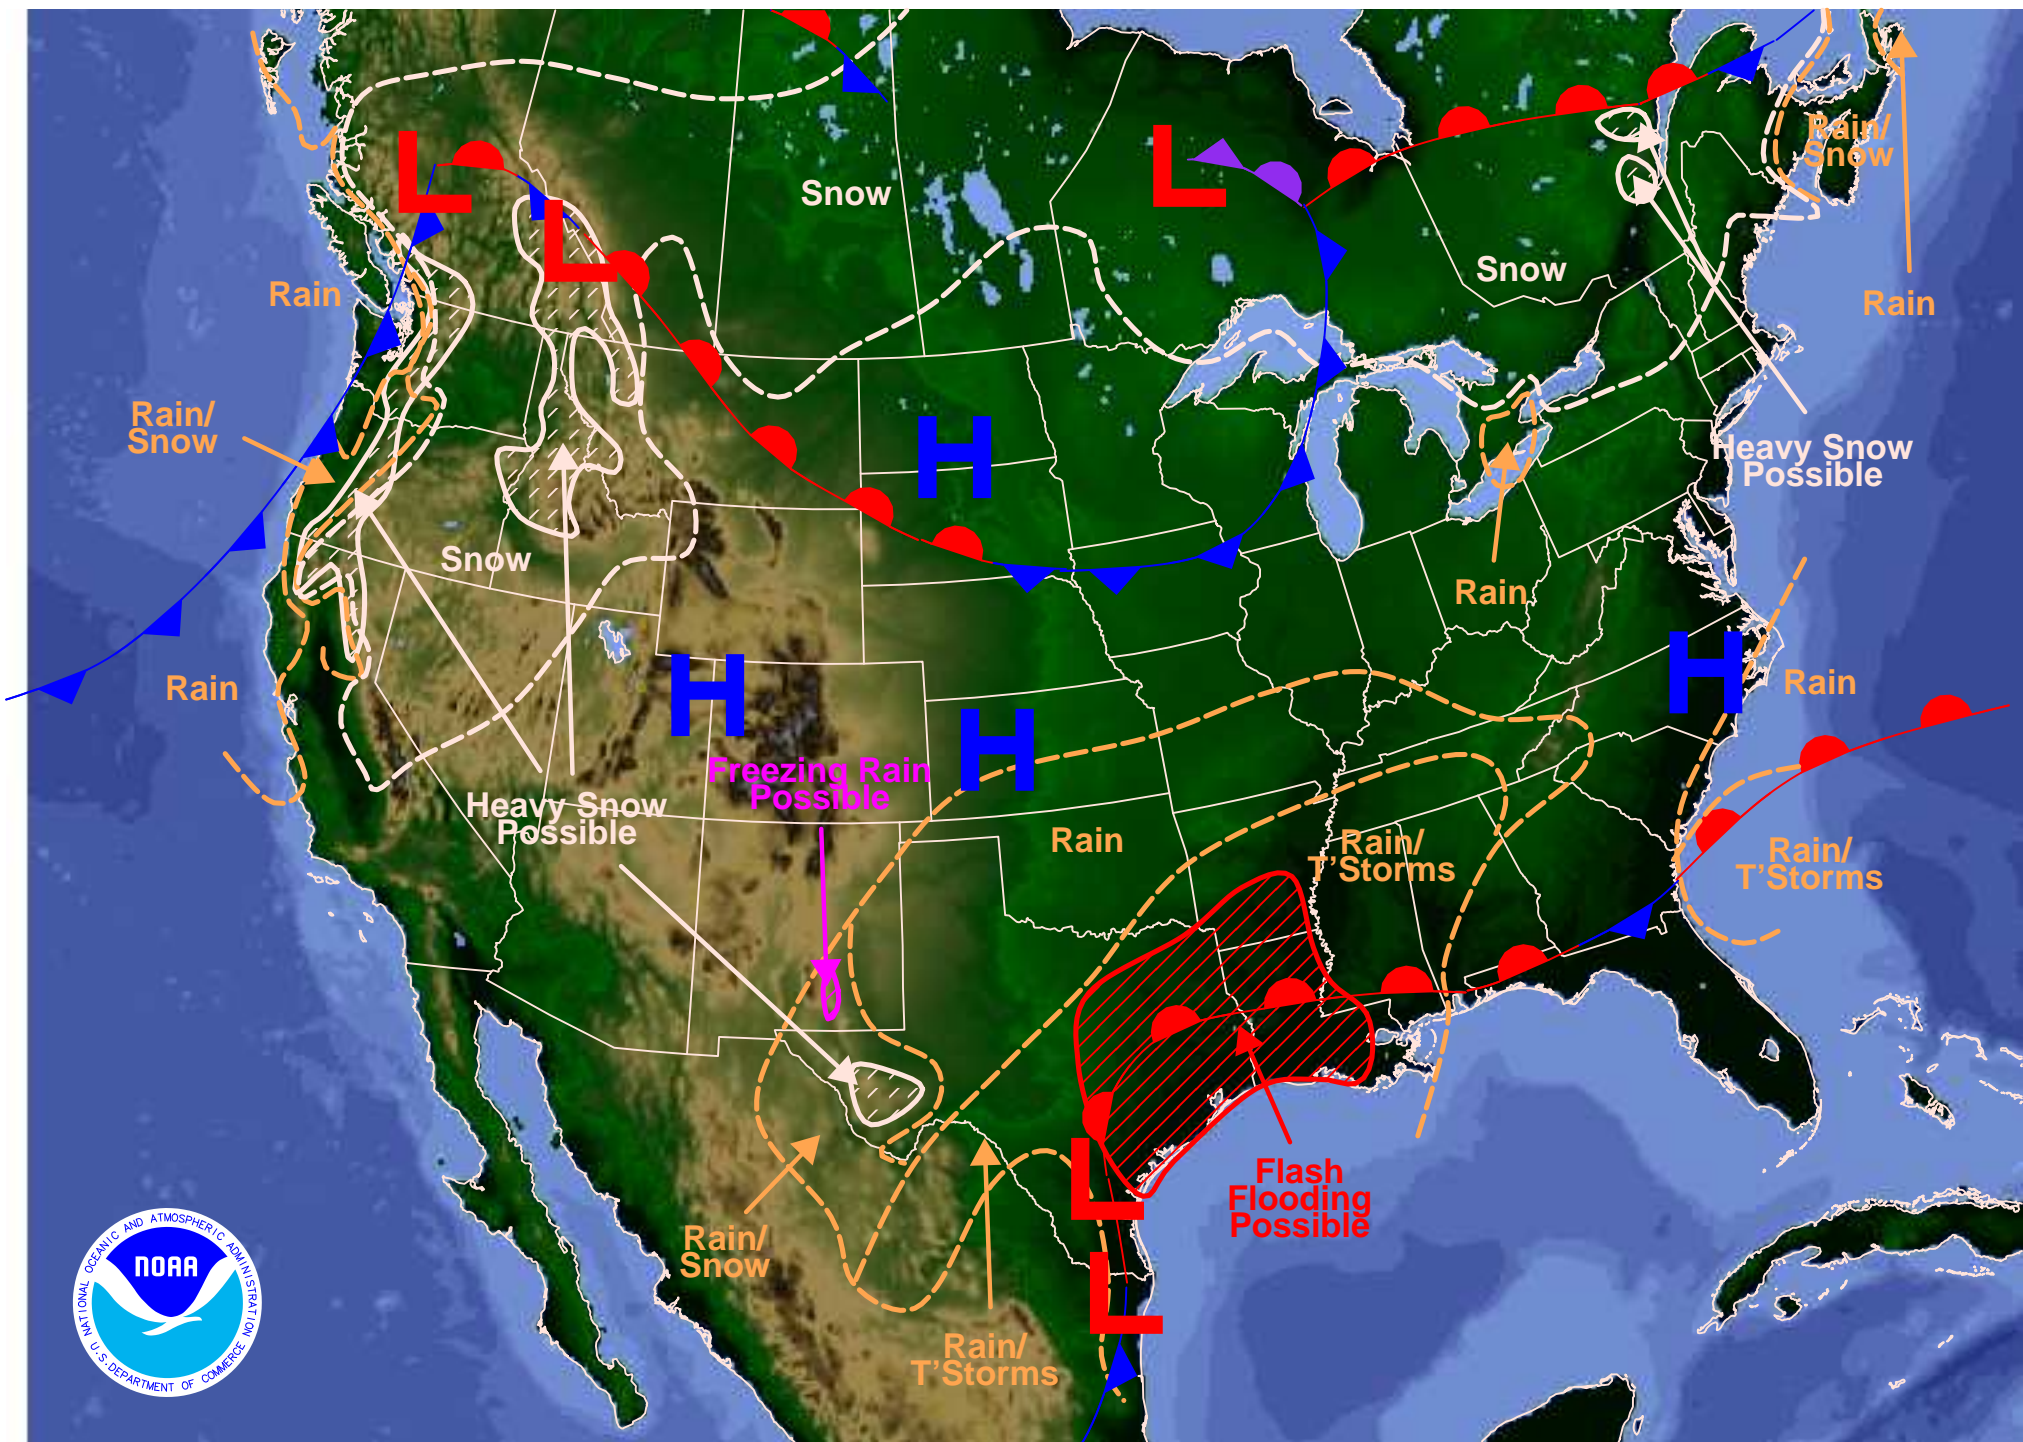 L
L
L
Rain/
Snow
Snow
Snow
Rain
Rain
Rain/
Snow
H
Heavy Snow
Possible
Snow
Rain
H
H
Rain
Rain
H
Freezing Rain
Possible
Heavy Snow
Possible
Rain
Rain/
T'Storms
Rain/
T'Storms
L
Flash
Flooding
Possible
Rain/
Snow
L
Rain/
T'Storms
NATIONAL OCEANIC AND ATMOSPHERIC ADMINISTRATION
NOAA
U.S. DEPARTMENT OF COMMERCE